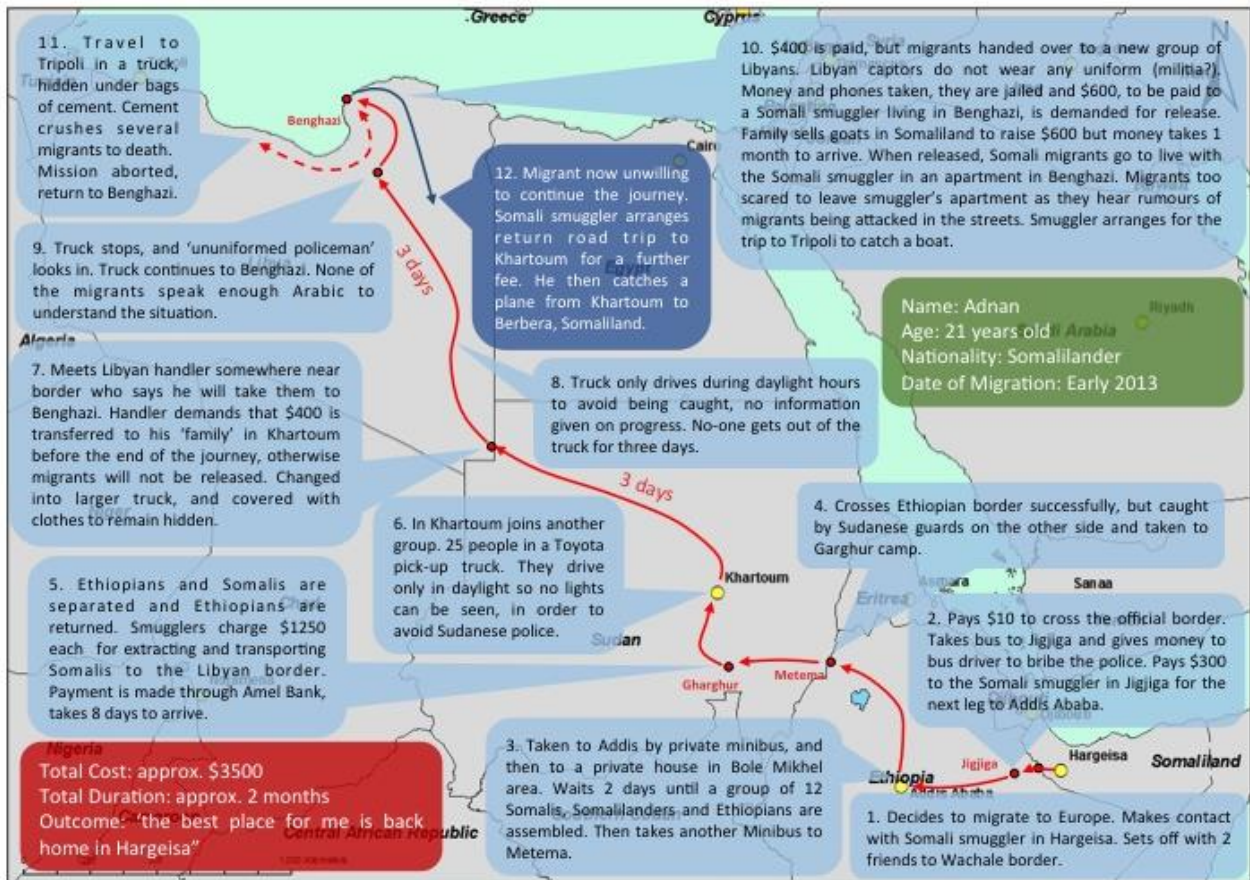 Greece
Cyprus
11. Travel to
Tripoli in a truck,
hidden under bags
of cement. Cement
crushes several
migrants to death.
Mission aborted,
return to Benghazi.
10. $400 is paid, but migrants handed over to a new group of
Libyans. Libyan captors do not wear any uniform (militia?).
Money and phones taken, they are jailed and $600, to be paid to
a Somali smuggler living in Benghazi, is demanded for release.
Family sells goats in Somaliland to raise $600 but money takes 1
month to arrive. When released, Somali migrants go to live with
the Somali smuggler in an apartment in Benghazi. Migrants too
scared to leave smuggler's apartment as they hear rumours of
migrants being attacked in the streets. Smuggler arranges for the
trip to Tripoli to catch a boat.
Benghazi
12. Migrant now unwilling
to continue the journey.
Somali smuggler arranges
return road trip to
Khartoum for a further
fee. He then catches a
plane from Khartoum to
Berbera, Somaliland.
9. Truck stops, and 'ununiformed policeman'
looks in. Truck continues to Benghazi. None of
the migrants speak enough Arabic to
understand the situation.
3 days
Egypt
Name: Adnan
Age: 21 years old
Nationality: Somalilander
Date of Migration: Early 2013
Riyadh
Saudi Arabia
Algeria
7. Meets Libyan handler somewhere near
border who says he will take them to
Benghazi. Handler demands that $400 is
transferred to his 'family' in Khartoum
before the end of the journey, otherwise
migrants will not be released. Changed
into larger truck, and covered with
clothes to remain hidden.
8. Truck only drives during daylight hours
to avoid being caught, no information
given on progress. No-one gets out of the
truck for three days.
3 days
4. Crosses Ethiopian border successfully, but caught
by Sudanese guards on the other side and taken to
Garghur camp.
6. In Khartoum joins another
group. 25 people in a Toyota
pick-up truck. They drive
only in daylight so no lights
can be seen, in order to
avoid Sudanese police.
Khartoum
Asmara
Sanaa
Eritrea
Sudan
5. Ethiopians and Somalis are
separated and Ethiopians are
returned. Smugglers charge $1250
each for extracting and transporting
Somalis to the Libyan border.
Payment is made through Amel Bank,
takes 8 days to arrive.
2. Pays $10 to cross the official border.
Takes bus to Jigjiga and gives money to
bus driver to bribe the police. Pays $300
to the Somali smuggler in Jigjiga for the
next leg to Addis Ababa.
Gharghur
Metema
Nigeria
Total Cost: approx. $3500
Total Duration: approx. 2 months
Outcome: "the best place for me is back
home in Hargeisa"
Central African Republic
3. Taken to Addis by private minibus, and
then to a private house in Bole Mikhel
area. Waits 2 days until a group of 12
Somalis, Somalilanders and Ethiopians are
assembled. Then takes another Minibus to
Metema.
Ethiopia
Addis Ababa
Jigjiga
Hargeisa
Somaliland
1. Decides to migrate to Europe. Makes contact
with Somali smuggler in Hargeisa. Sets off with 2
friends to Wachale border.